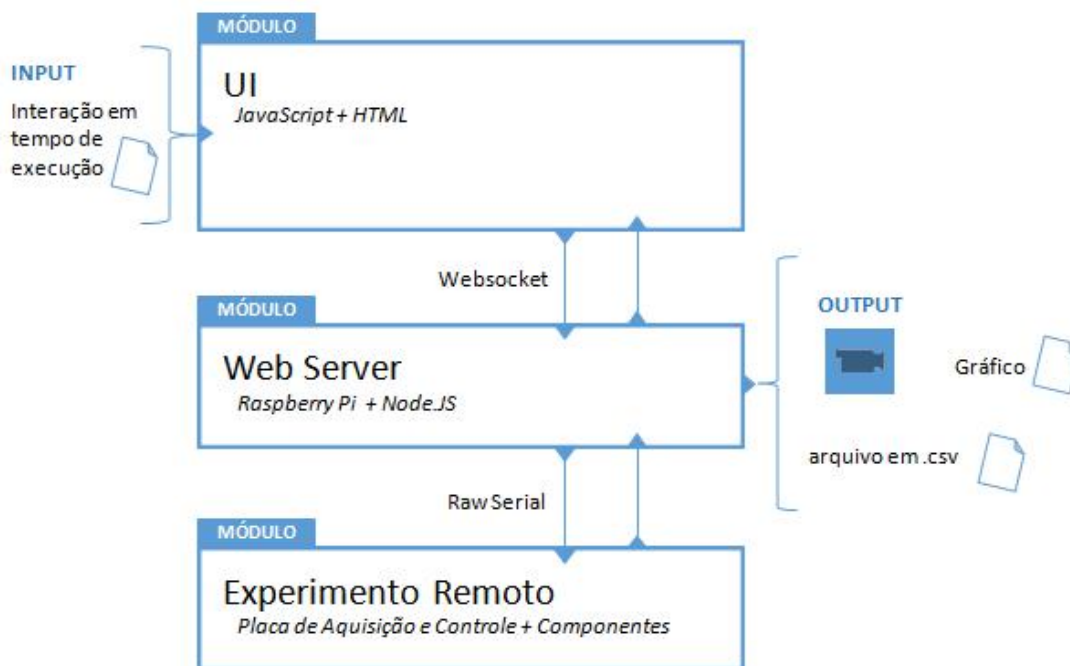 MÓDULO
UI
JavaScript + HTML
INPUT
Interação em
tempo de
execução
Websocket
MÓDULO
Web Server
Raspberry Pi + Node.JS
OUTPUT
Gráfico
arquivo em .csv
Raw Serial
MÓDULO
Experimento Remoto
Placa de Aquisição e Controle + Componentes